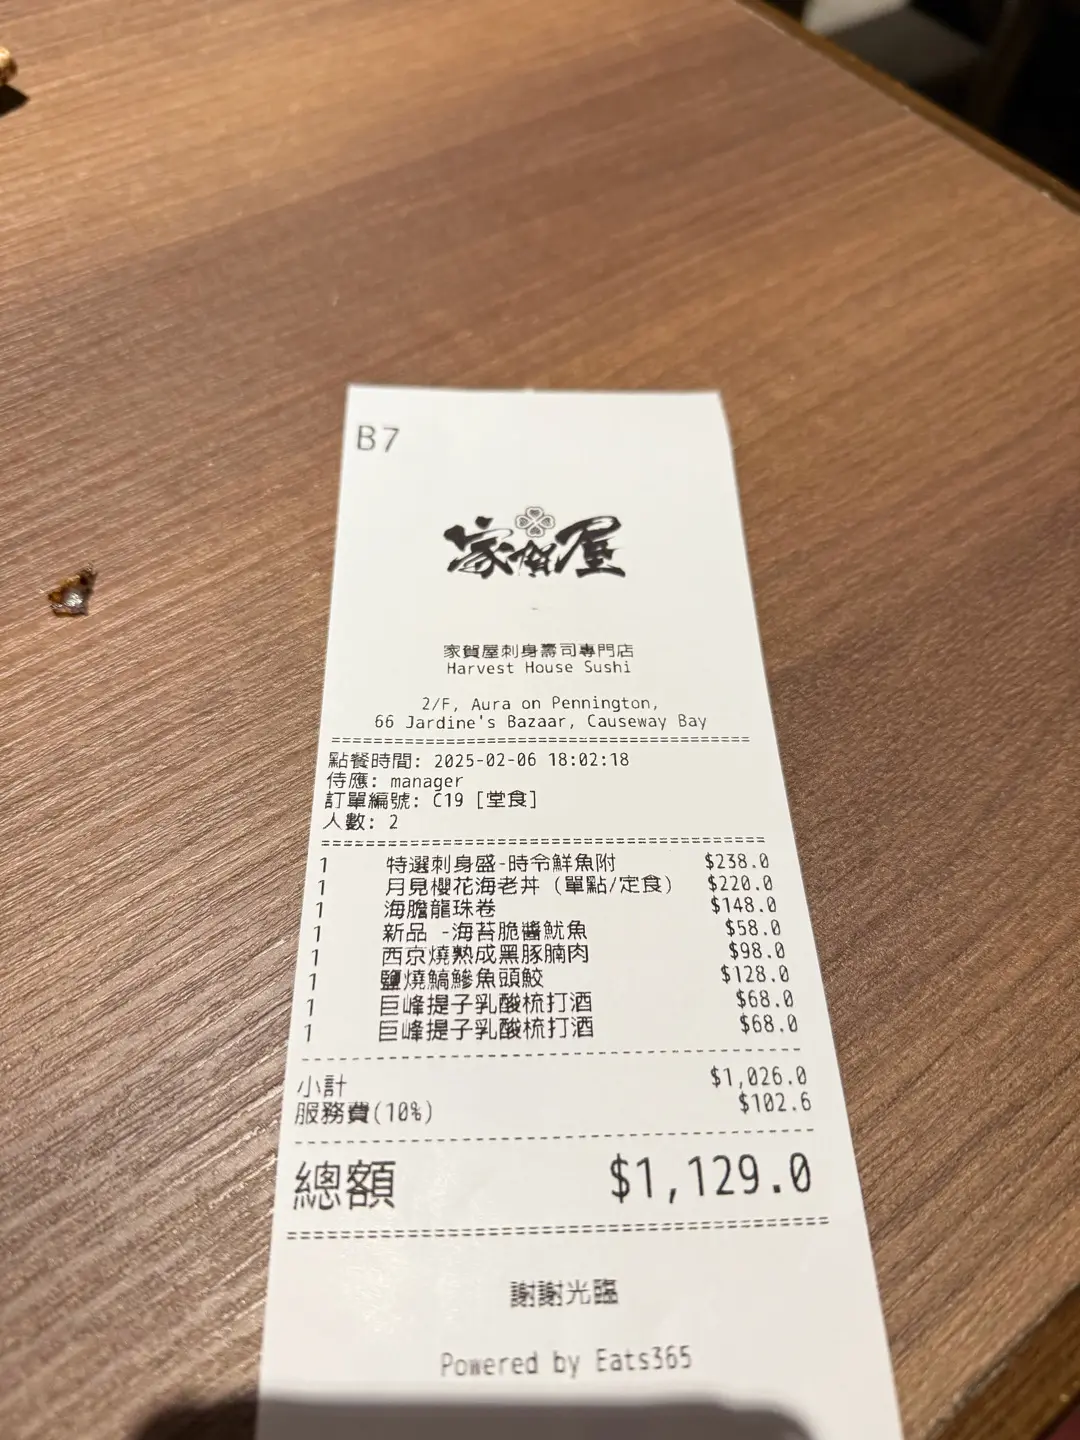 B7
家賀屋
家賀屋刺身壽司專門店
Harvest House Sushi
2/F, Aura on Pennington,
66 Jardine's Bazaar, Causeway Bay
========================================
點餐時間: 2025-02-06 18:02:18
侍應: manager
訂單編號: C19 [堂食]
人數: 2
========================================
1 特選刺身盛-時令鮮魚附 $238.0
1 月見櫻花海老丼 (單點/定食) $220.0
1 海膽龍珠卷 $148.0
1 新品 -海苔脆醬魷魚 $58.0
1 西京燒熟成黑豚腩肉 $98.0
1 鹽燒鰝鰺魚頭鮫 $128.0
1 巨峰提子乳酸梳打酒 $68.0
1 巨峰提子乳酸梳打酒 $68.0
----------------------------------------
小計 $1,026.0
服務費(10%) $102.6
----------------------------------------
總額 $1,129.0
========================================
謝謝光臨
Powered by Eats365